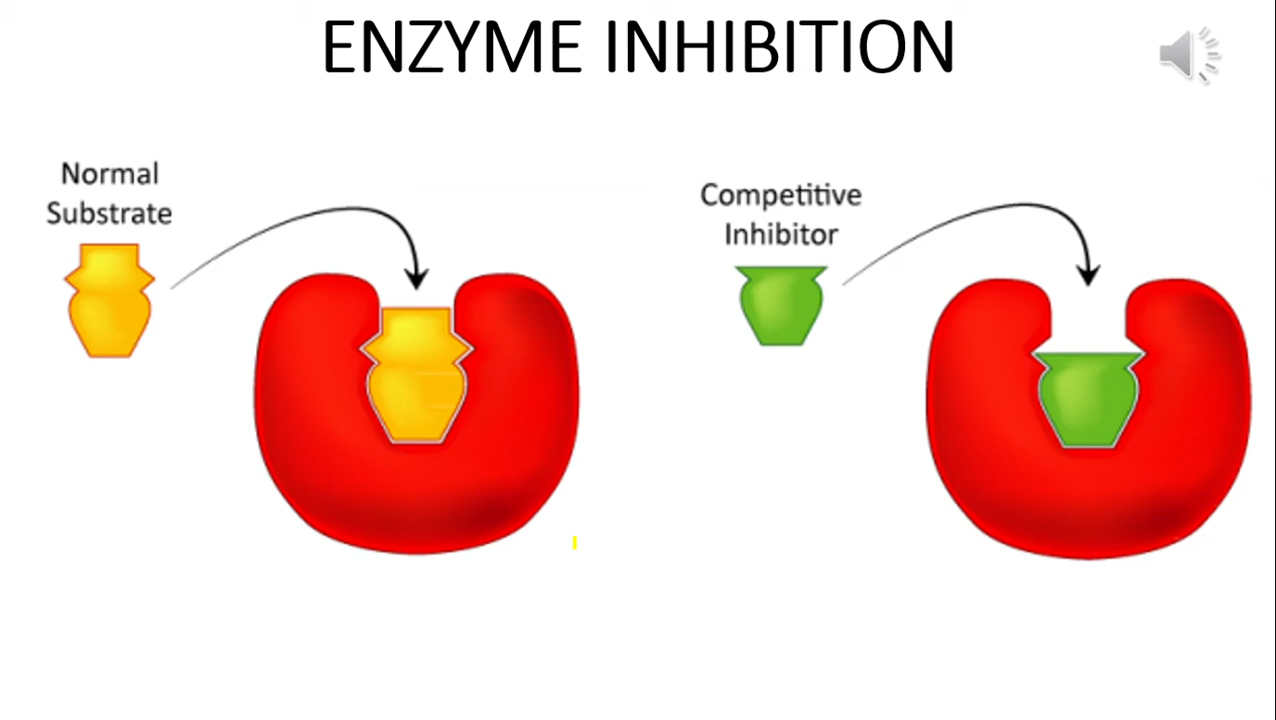 ENZYME INHIBITION
Normal
Substrate
Competitive
Inhibitor